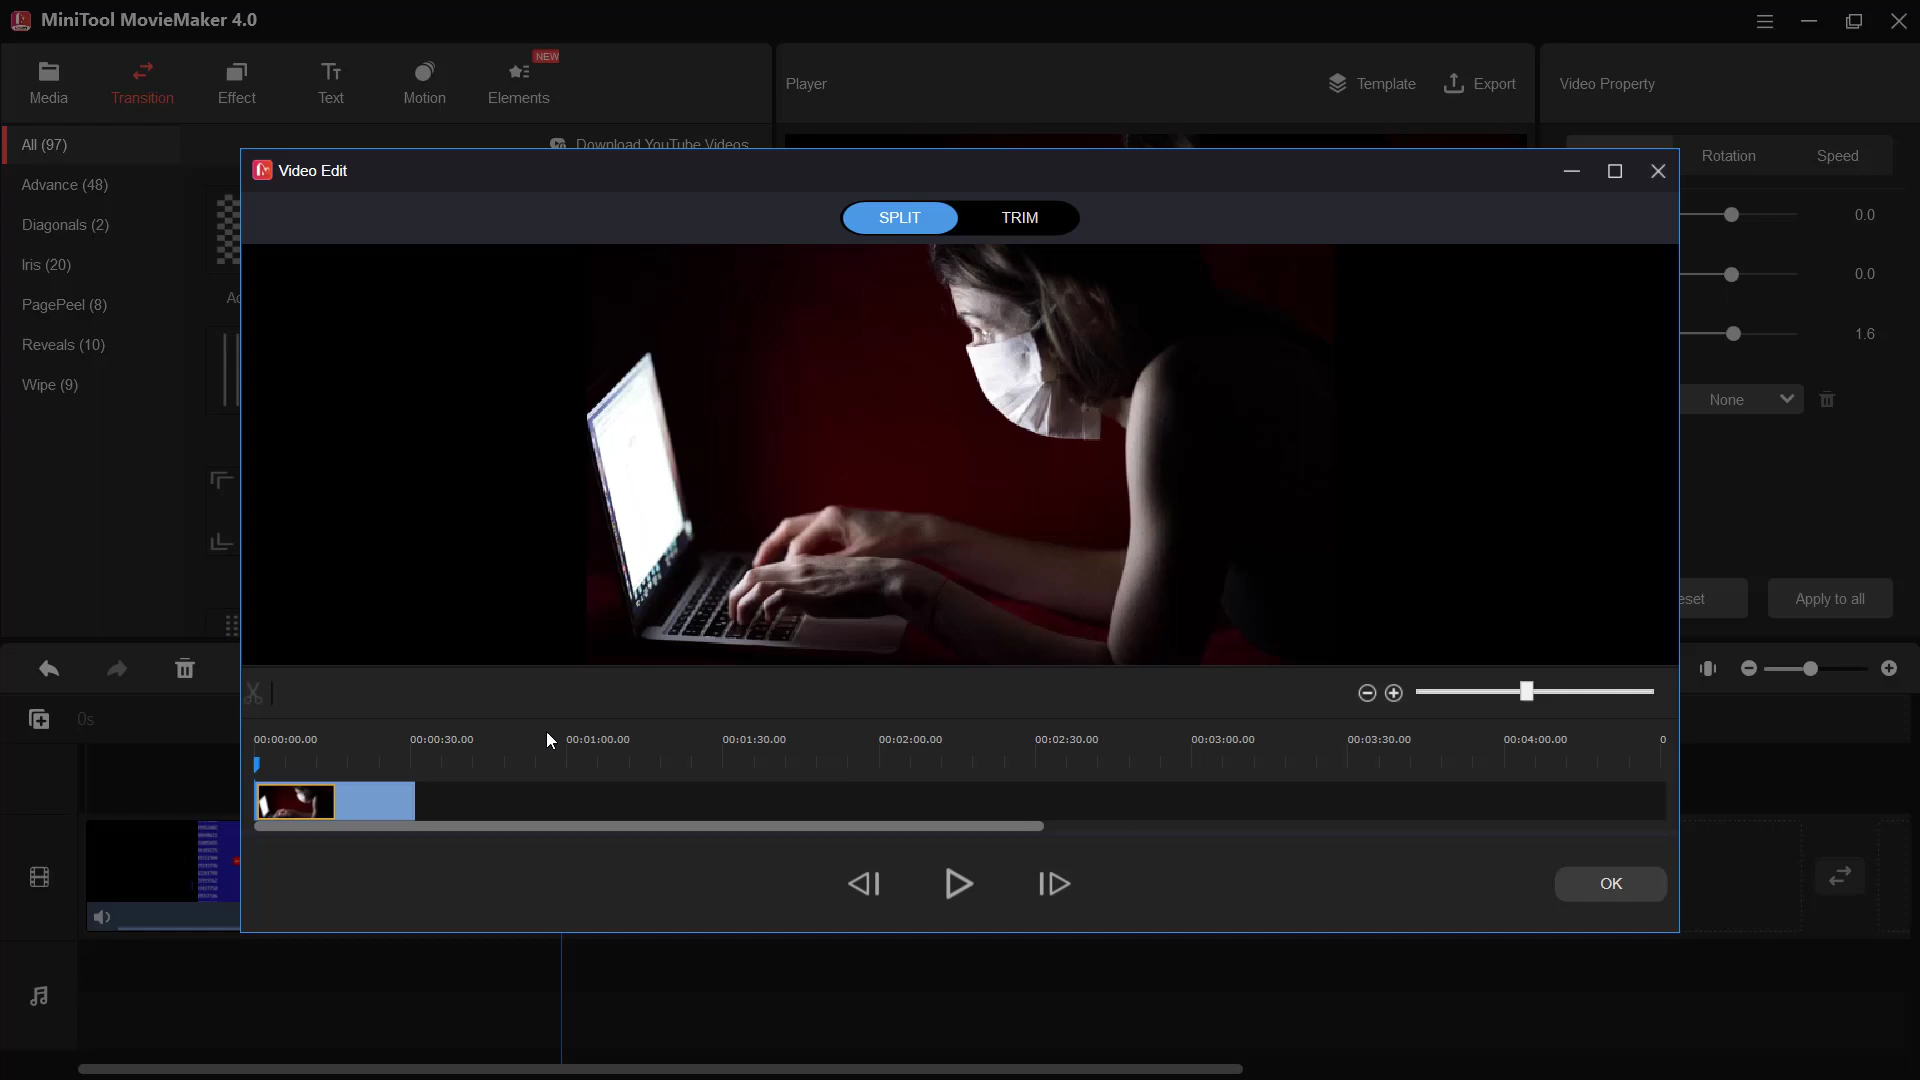 MiniTool MovieMaker 4.0
Media
Transition
Effect
Text
Motion
NEW
Elements
Player
Template
Export
Video Property
All (97)
Download YouTube Videos
Advance (48)
Diagonals (2)
Iris (20)
PagePeel (8)
Reveals (10)
Wipe (9)
Video Edit
SPLIT
TRIM
Rotation
Speed
0.0
0.0
1.6
None
Apply to all
0s
00:00:00.00
00:00:30.00
00:01:00.00
00:01:30.00
00:02:00.00
00:02:30.00
00:03:00.00
00:03:30.00
00:04:00.00
0
OK